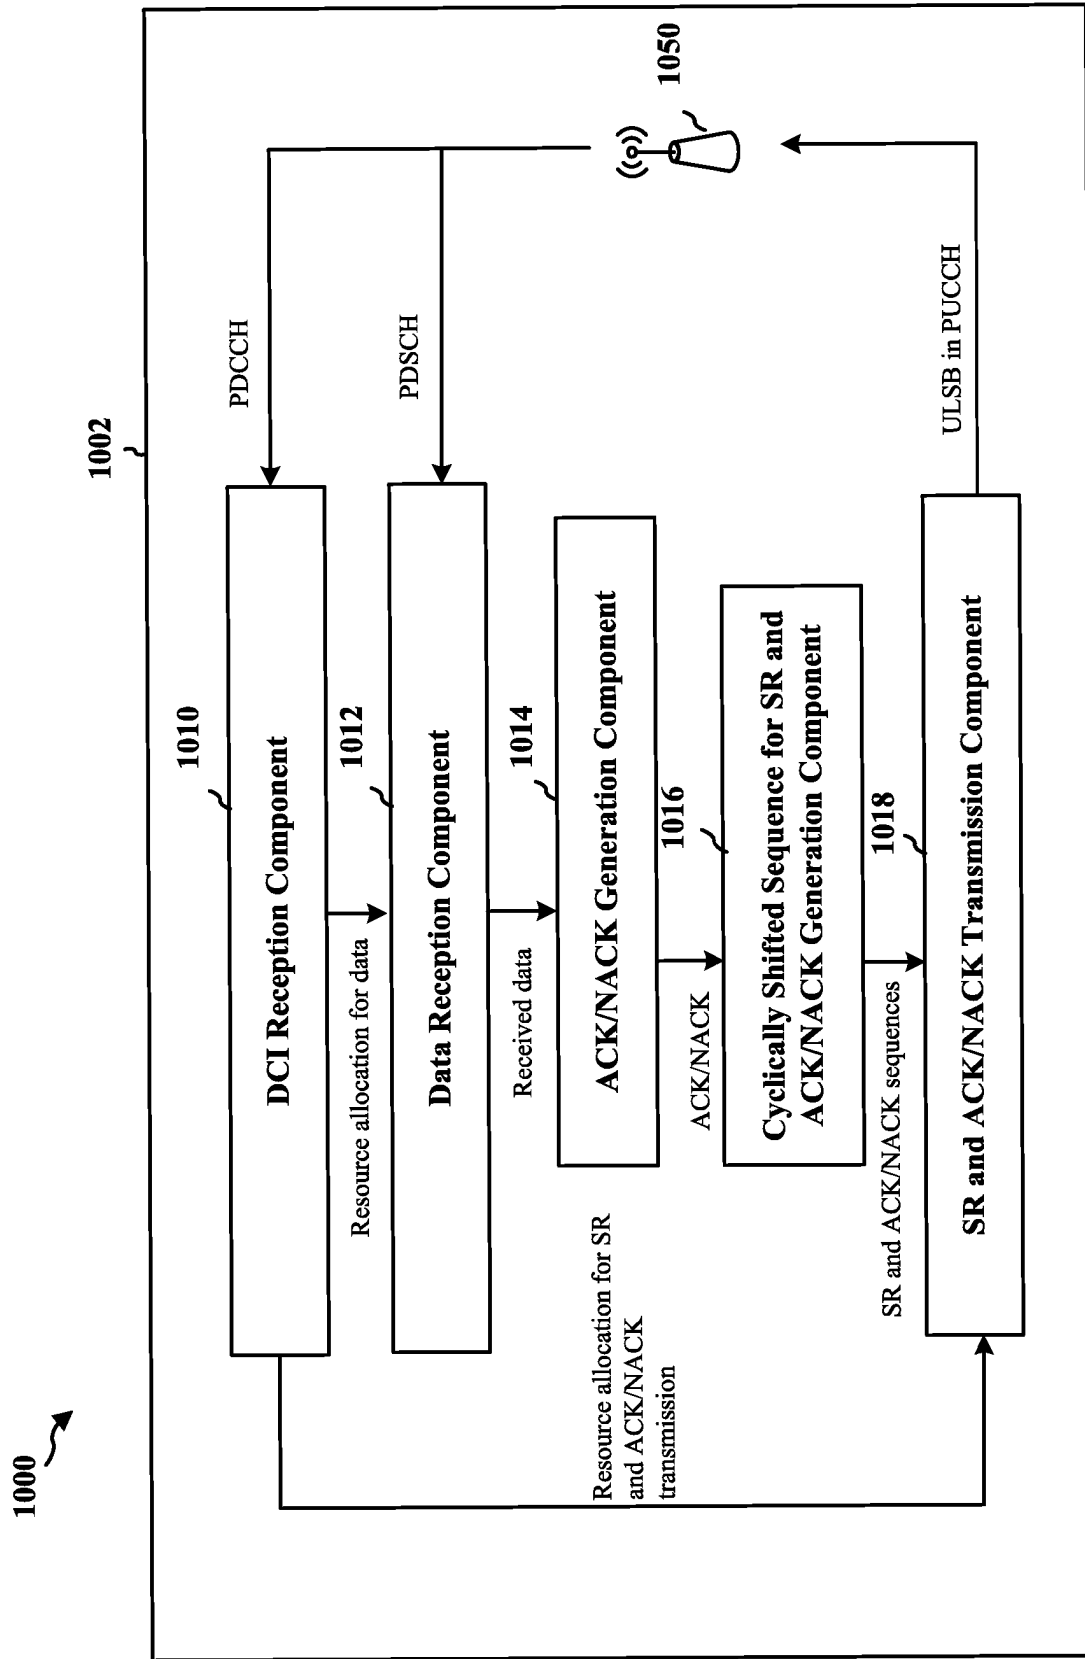 1000
1002
PDCCH
1010
DCI Reception Component
Resource allocation for data
PDSCH
1012
Data Reception Component
Received data
1014
ACK/NACK Generation Component
ACK/NACK
1016
Cyclically Shifted Sequence for SR and
ACK/NACK Generation Component
SR and ACK/NACK sequences
1018
SR and ACK/NACK Transmission Component
Resource allocation for SR
and ACK/NACK
transmission
ULSB in PUCCH
1050